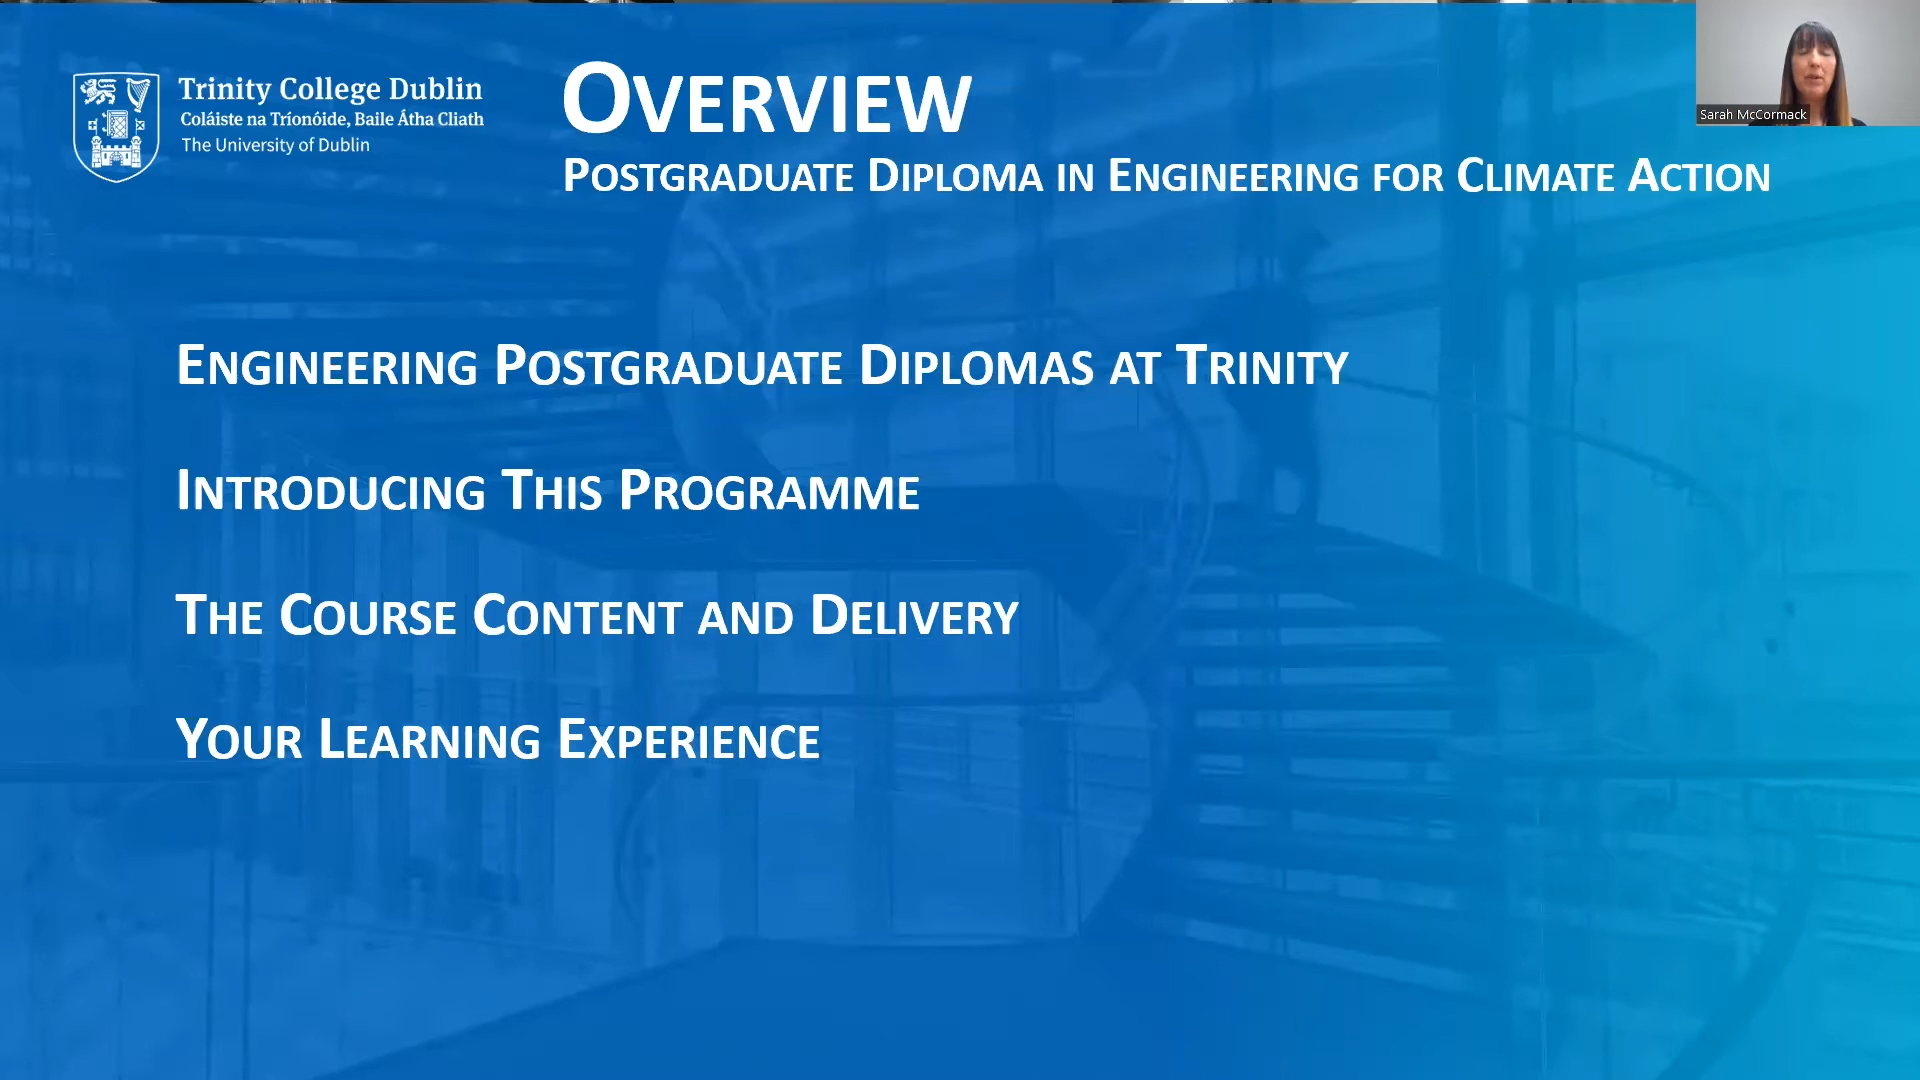 Trinity College Dublin
Coláiste na Tríonóide, Baile Átha Cliath
The University of Dublin
OVERVIEW
POSTGRADUATE DIPLOMA IN ENGINEERING FOR CLIMATE ACTION
Sarah McCormack
ENGINEERING POSTGRADUATE DIPLOMAS AT TRINITY
INTRODUCING THIS PROGRAMME
THE COURSE CONTENT AND DELIVERY
YOUR LEARNING EXPERIENCE